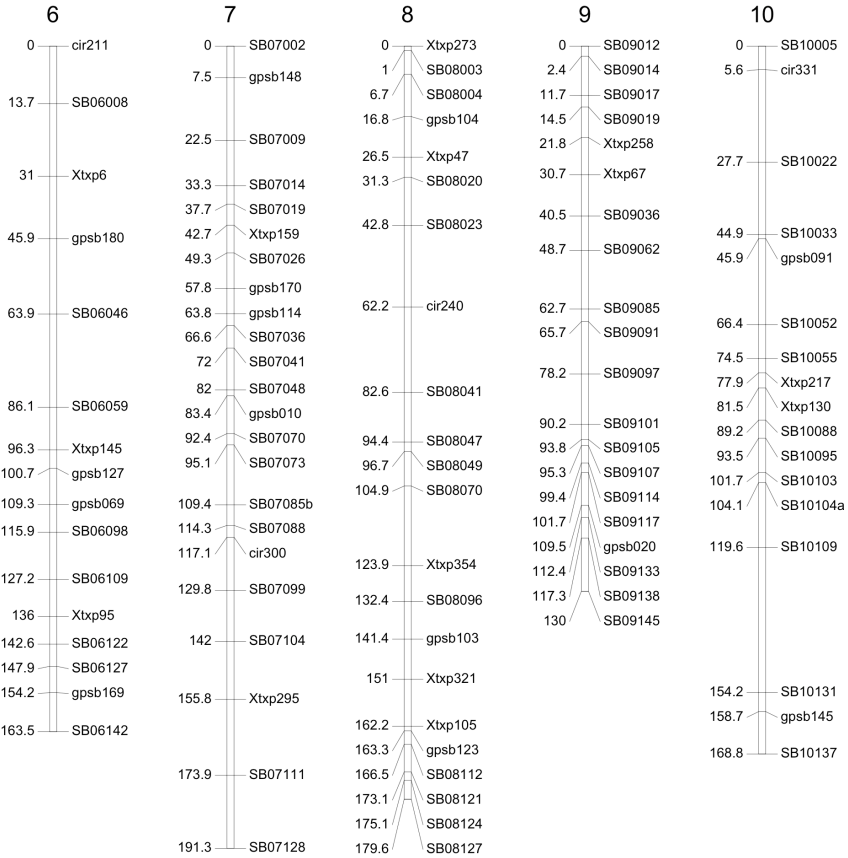 6
0 cir211
13.7 SB06008
31 Xtxp6
45.9 gpsb180
63.9 SB06046
86.1 SB06059
96.3 Xtxp145
100.7 gpsb127
109.3 gpsb069
115.9 SB06098
127.2 SB06109
136 Xtxp95
142.6 SB06122
147.9 SB06127
154.2 gpsb169
163.5 SB06142
7
0 SB07002
7.5 gpsb148
22.5 SB07009
33.3 SB07014
37.7 SB07019
42.7 Xtxp159
49.3 SB07026
57.8 gpsb170
63.8 gpsb114
66.6 SB07036
72 SB07041
82 SB07048
83.4 gpsb010
92.4 SB07070
95.1 SB07073
109.4 SB07085b
114.3 SB07088
117.1 cir300
129.8 SB07099
142 SB07104
155.8 Xtxp295
173.9 SB07111
191.3 SB07128
8
0 Xtxp273
1 SB08003
6.7 SB08004
16.8 gpsb104
26.5 Xtxp47
31.3 SB08020
42.8 SB08023
62.2 cir240
82.6 SB08041
94.4 SB08047
96.7 SB08049
104.9 SB08070
123.9 Xtxp354
132.4 SB08096
141.4 gpsb103
151 Xtxp321
162.2 Xtxp105
163.3 gpsb123
166.5 SB08112
173.1 SB08121
175.1 SB08124
179.6 SB08127
9
0 SB09012
2.4 SB09014
11.7 SB09017
14.5 SB09019
21.8 Xtxp258
30.7 Xtxp67
40.5 SB09036
48.7 SB09062
62.7 SB09085
65.7 SB09091
78.2 SB09097
90.2 SB09101
93.8 SB09105
95.3 SB09107
99.4 SB09114
101.7 SB09117
109.5 gpsb020
112.4 SB09133
117.3 SB09138
130 SB09145
10
0 SB10005
5.6 cir331
27.7 SB10022
44.9 SB10033
45.9 gpsb091
66.4 SB10052
74.5 SB10055
77.9 Xtxp217
81.5 Xtxp130
89.2 SB10088
93.5 SB10095
101.7 SB10103
104.1 SB10104a
119.6 SB10109
154.2 SB10131
158.7 gpsb145
168.8 SB10137